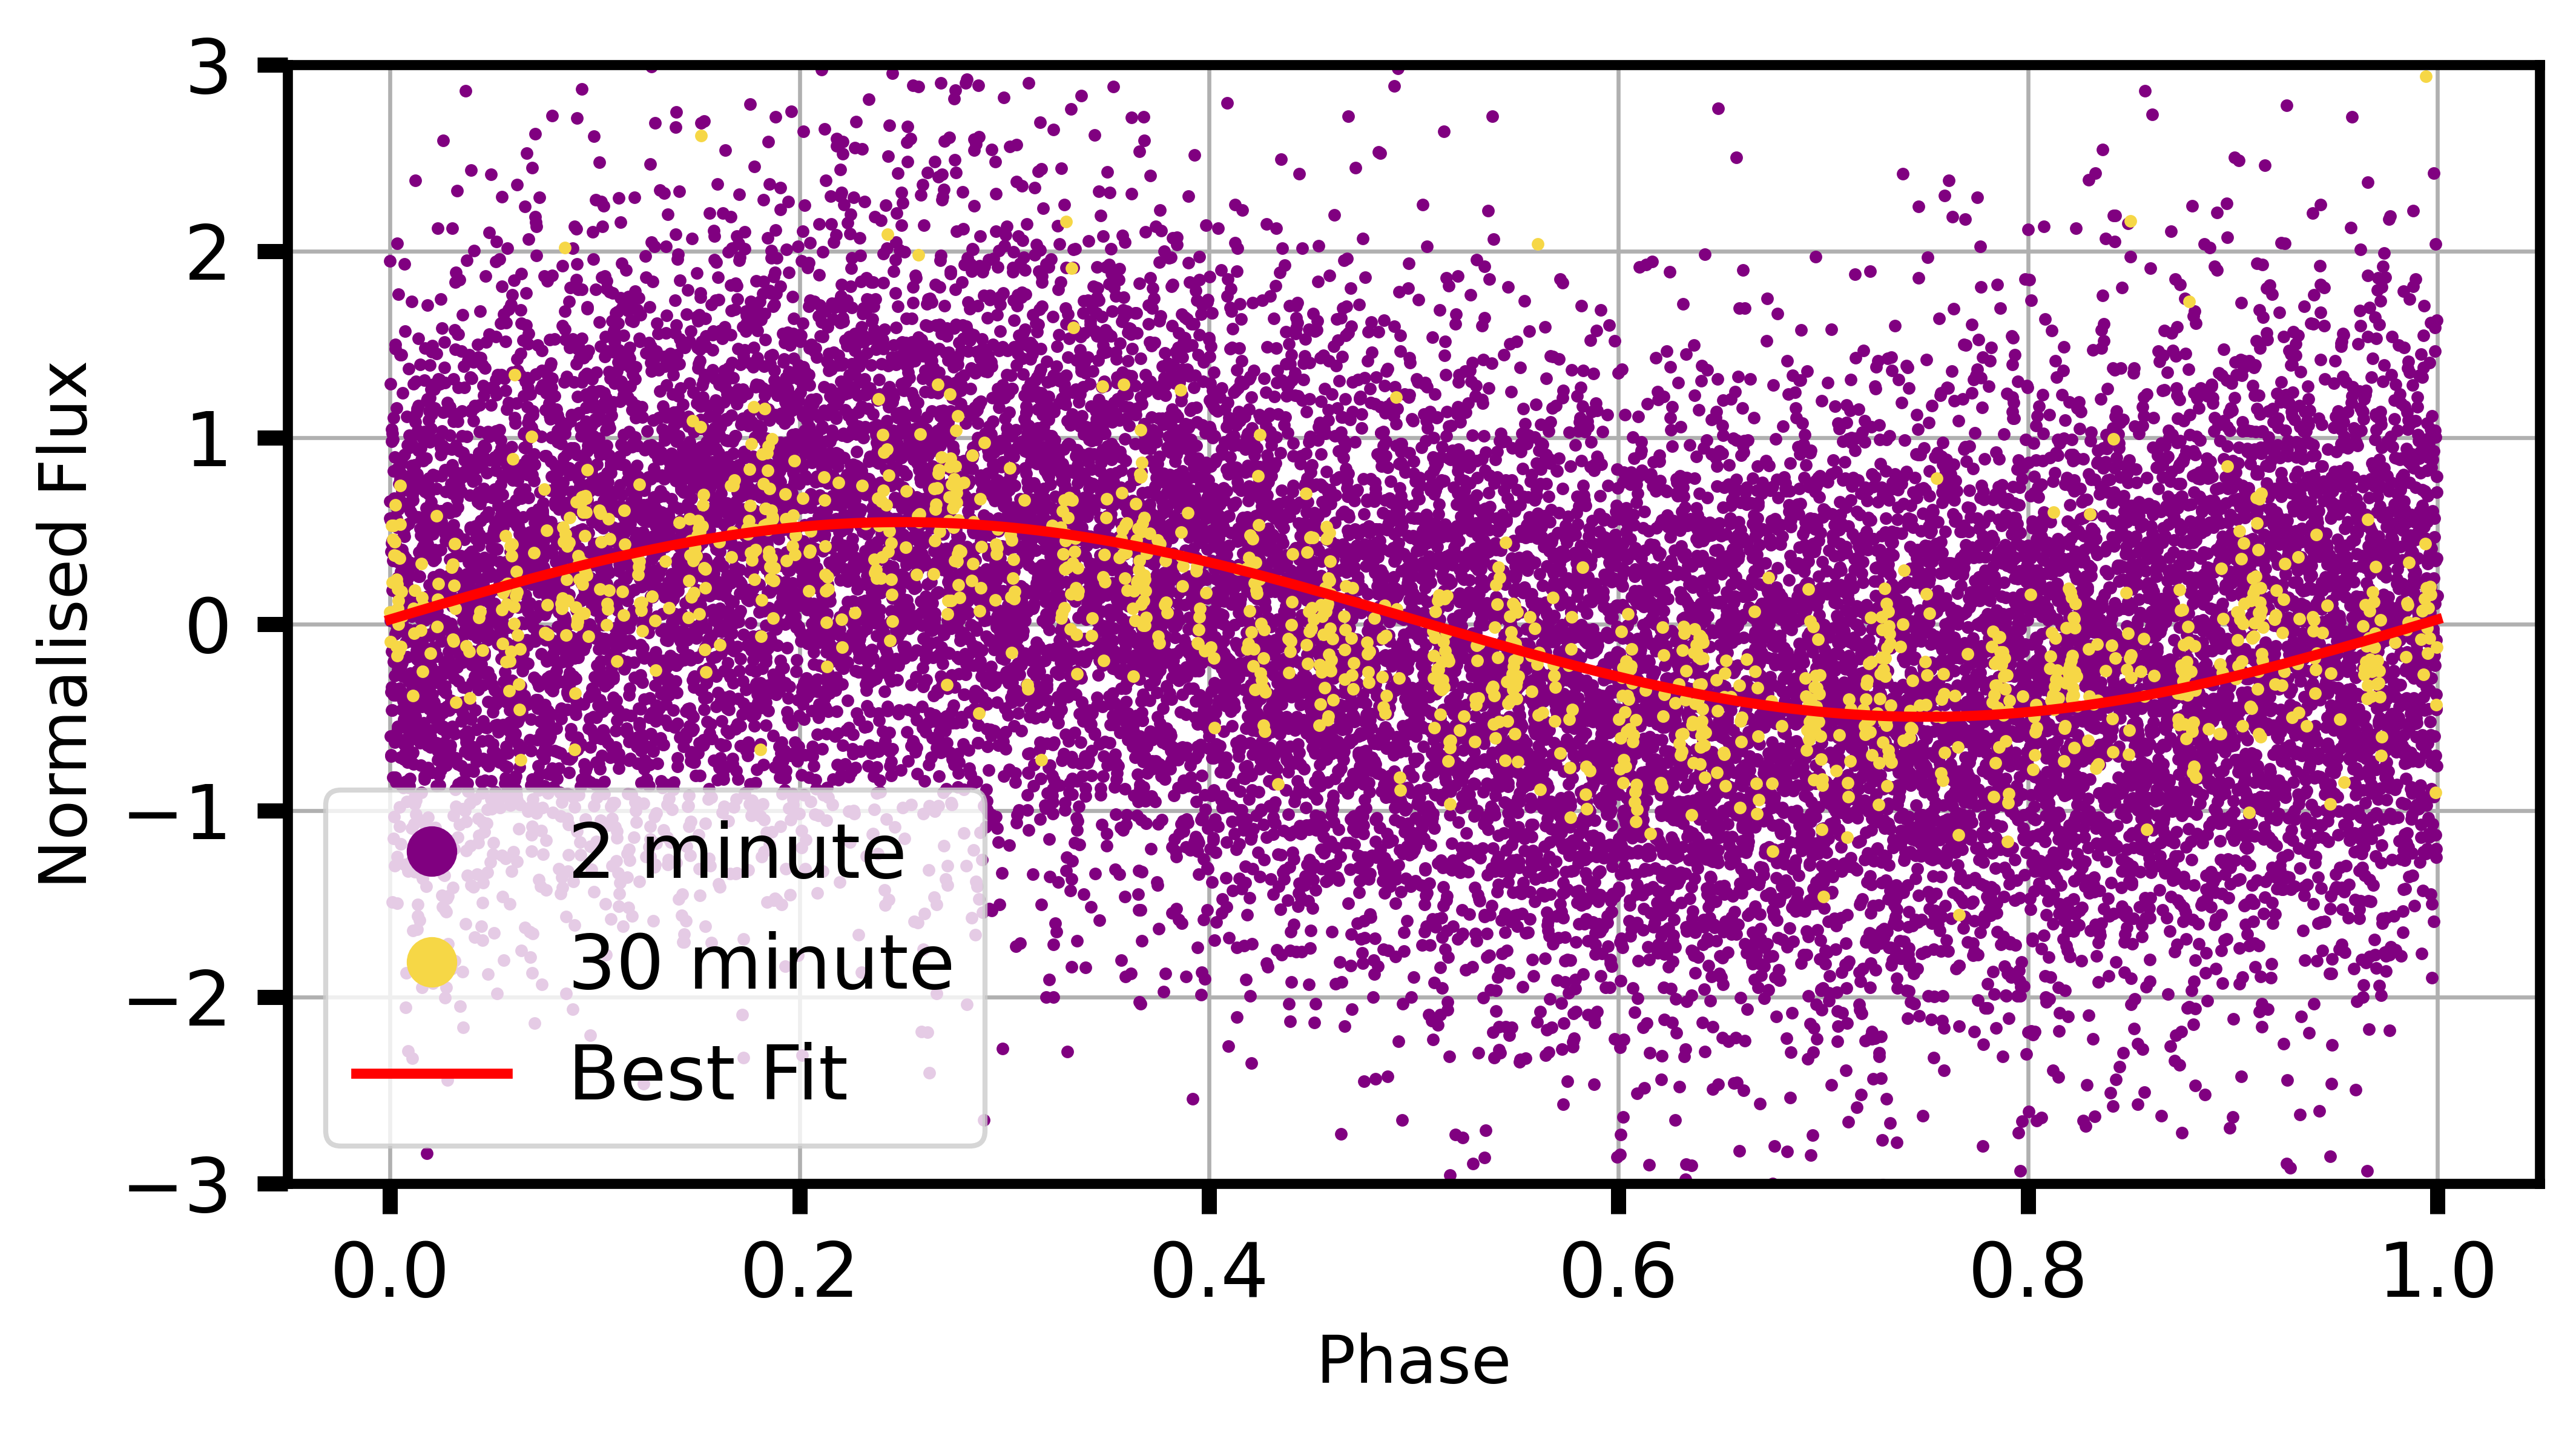 Normalised Flux
3
2
1
0
−1
−2
−3
2 minute
30 minute
Best Fit
0.0 0.2 0.4 0.6 0.8 1.0
Phase